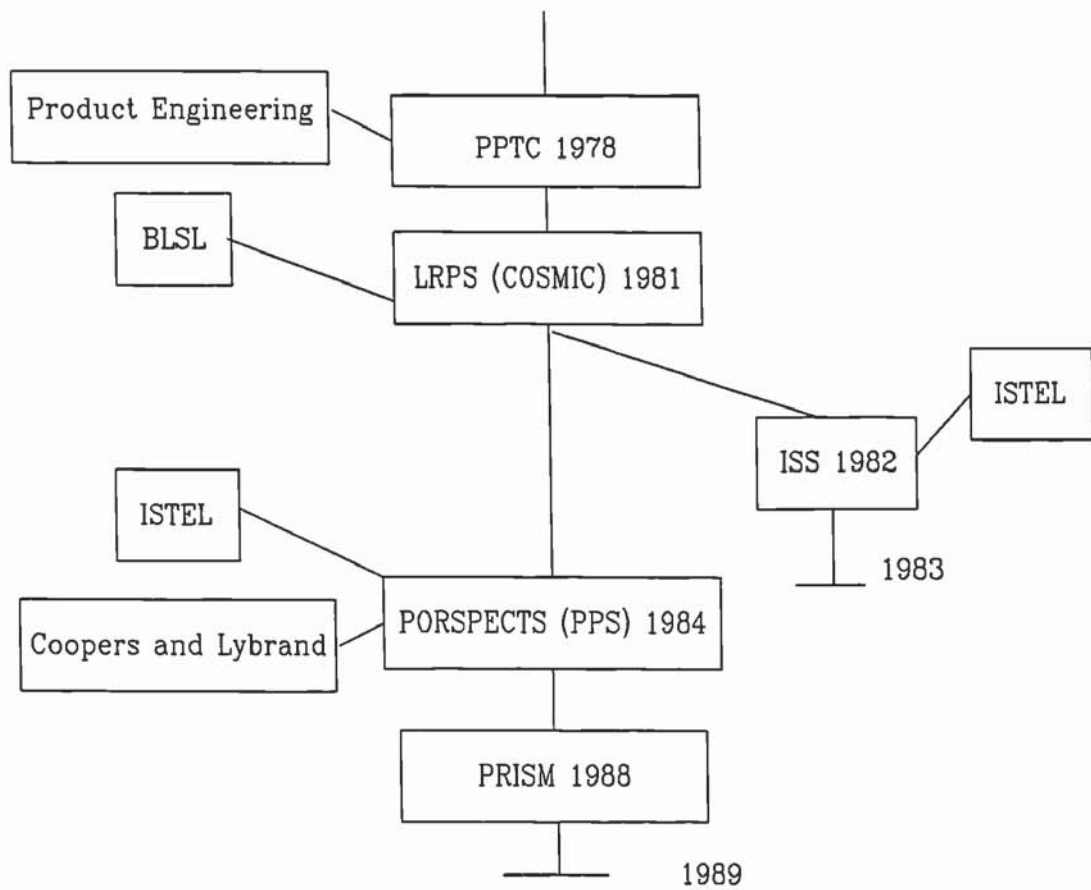 Product Engineering
PPTC 1978
BLSL
LRPS (COSMIC) 1981
ISTEL
ISS 1982
ISTEL
1983
PORSPECTS (PPS) 1984
Coopers and Lybrand
PRISM 1988
1989